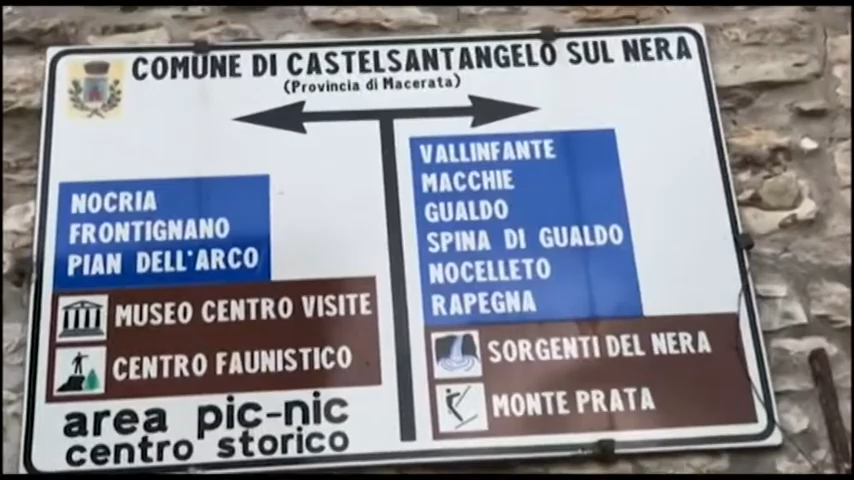 COMUNE DI CASTELSANTANGELO SUL NERA
(Provincia di Macerata)
NOCRIA
FRONTIGNANO
PIAN DELL'ARCO
MUSEO CENTRO VISITE
CENTRO FAUNISTICO
area pic-nic
centro storico
VALLINFANTE
MACCHIE
GUALDO
SPINA DI GUALDO
NOCELLETO
RAPEGNA
SORGENTI DEL NERA
MONTE PRATA